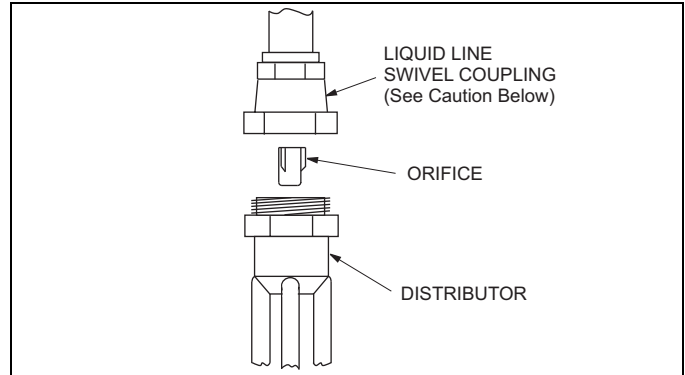 LIQUID LINE
SWIVEL COUPLING
(See Caution Below)
ORIFICE
DISTRIBUTOR